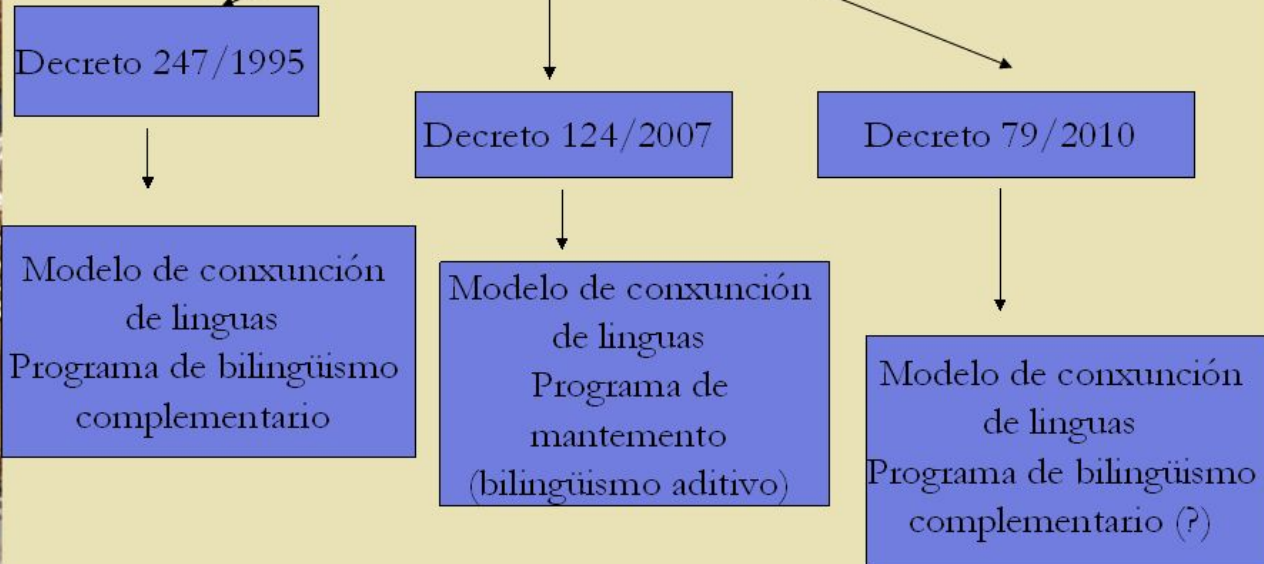 Decreto 247/1995
Decreto 124/2007
Decreto 79/2010
Modelo de conxunción
de linguas
Programa de bilingüismo
complementario
Modelo de conxunción
de linguas
Programa de
mantemento
(bilingüismo aditivo)
Modelo de conxunción
de linguas
Programa de bilingüismo
complementario (?)